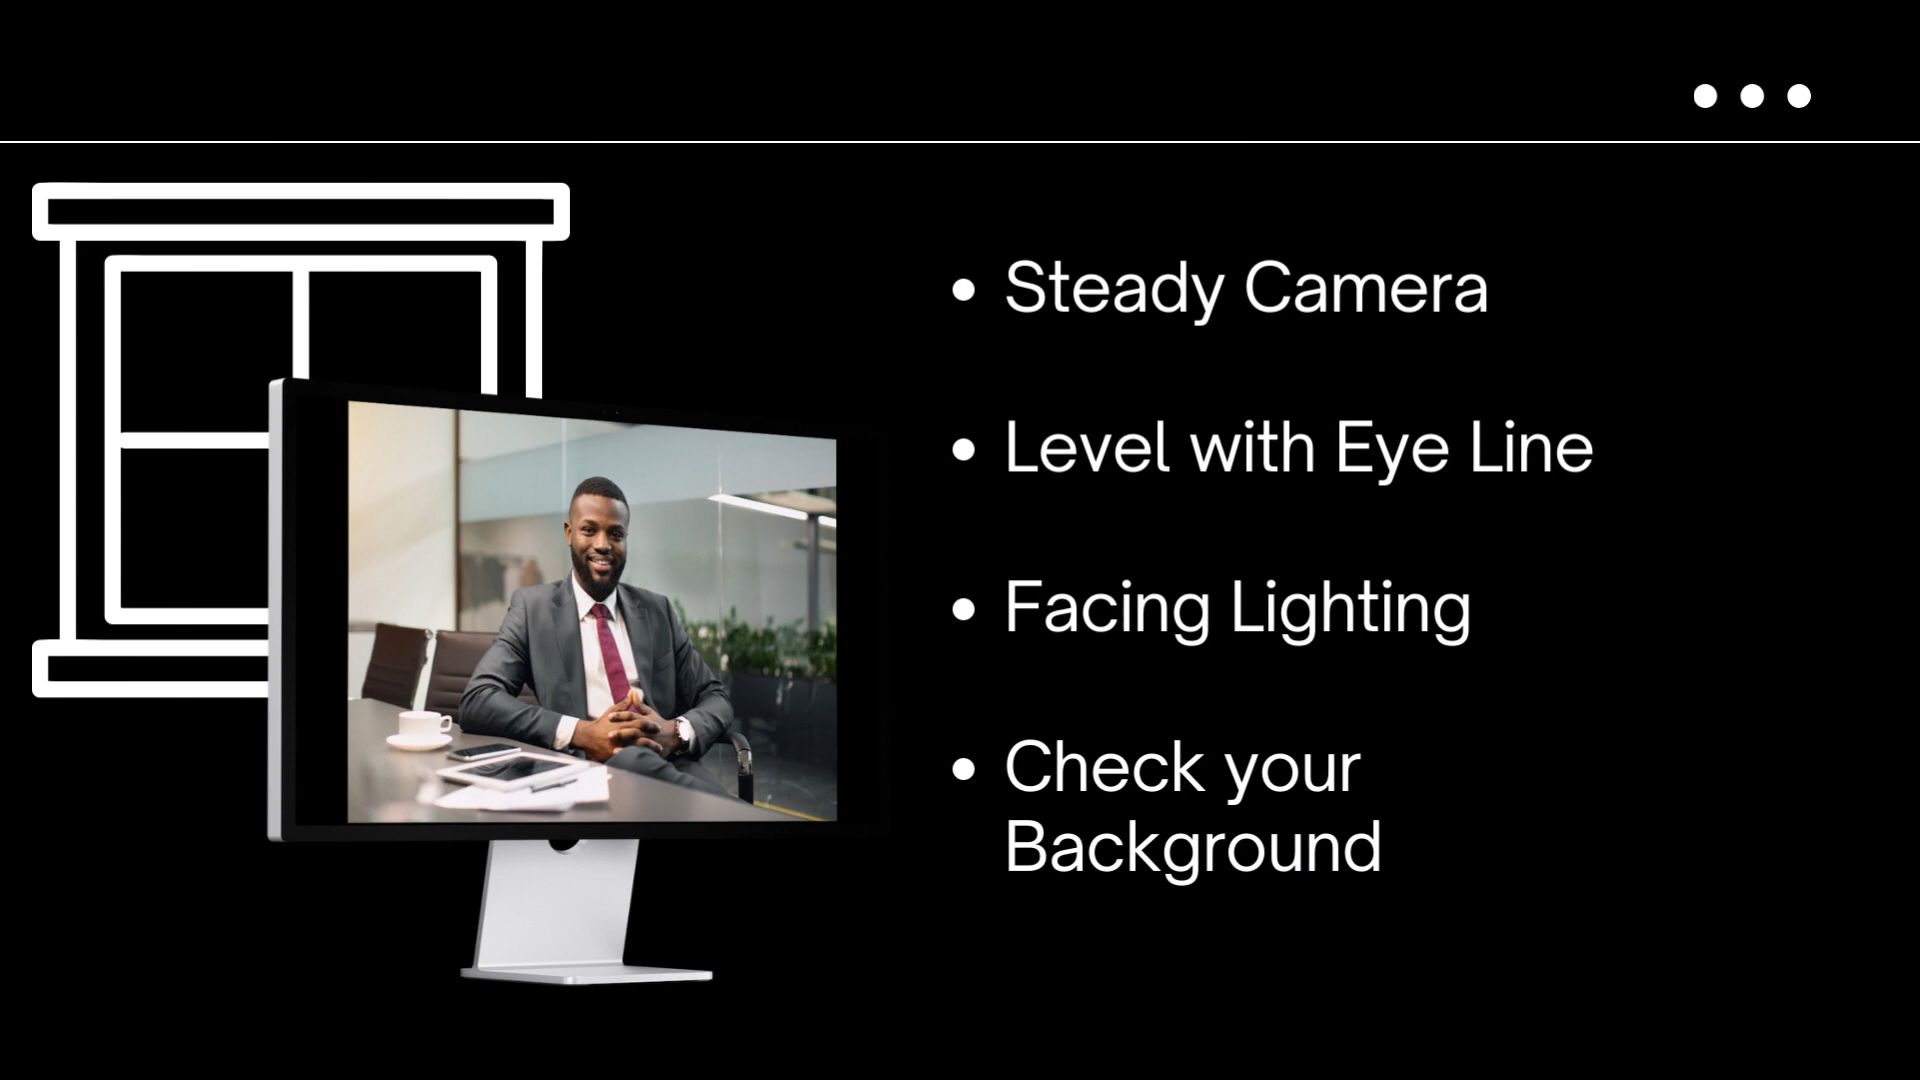 Steady Camera
Level with Eye Line
Facing Lighting
Check your
Background